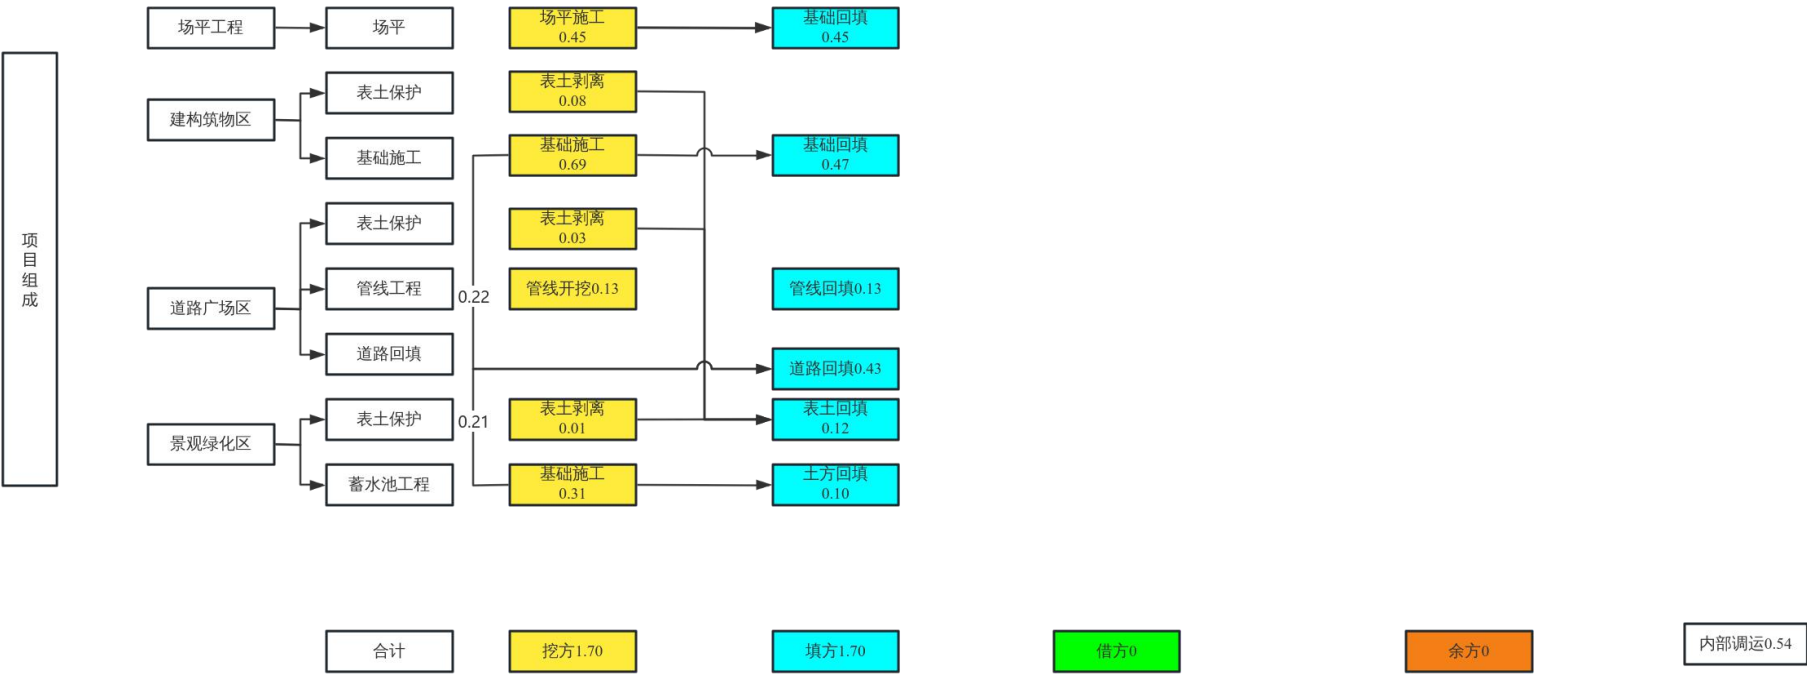 场平工程
场平
场平施工
0.45
基础回填
0.45
项
目
组
成
建构筑物区
表土保护
表土剥离
0.08
基础施工
基础施工
0.69
基础回填
0.47
道路广场区
表土保护
表土剥离
0.03
管线工程
0.22
管线开挖0.13
管线回填0.13
道路回填
道路回填0.43
景观绿化区
表土保护
0.21
表土剥离
0.01
表土回填
0.12
蓄水池工程
基础施工
0.31
土方回填
0.10
合计
挖方1.70
填方1.70
借方0
余方0
内部调运0.54